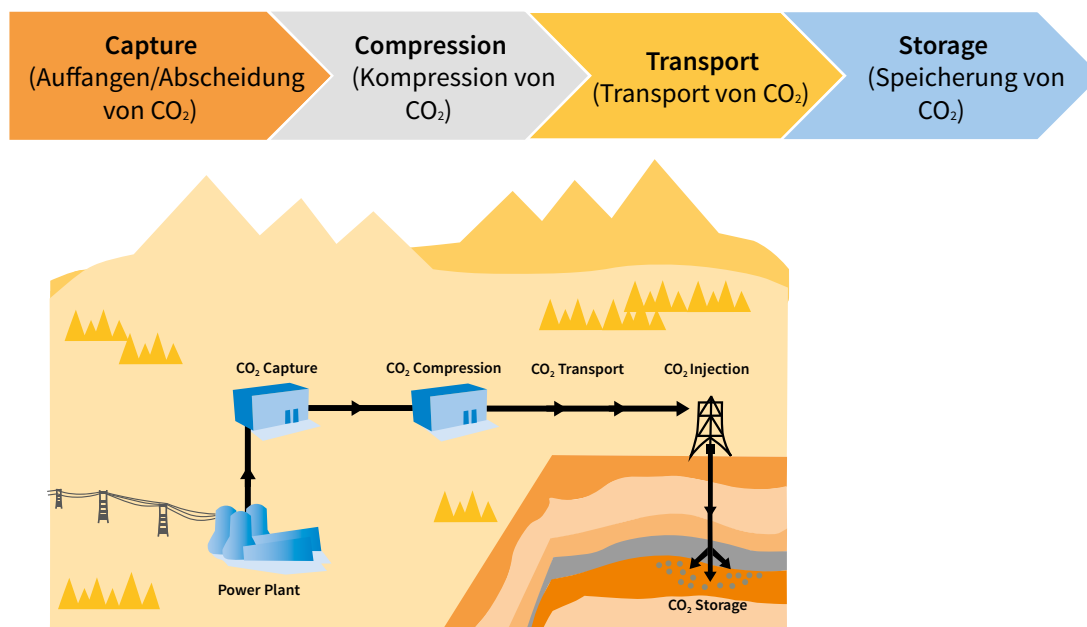 Capture
(Auffangen/Abscheidung
von CO₂)
Compression
(Kompression von
CO₂)
Transport
(Transport von CO₂)
Storage
(Speicherung von
CO₂)
CO₂ Capture
CO₂ Compression
CO₂ Transport
CO₂ Injection
Power Plant
CO₂ Storage